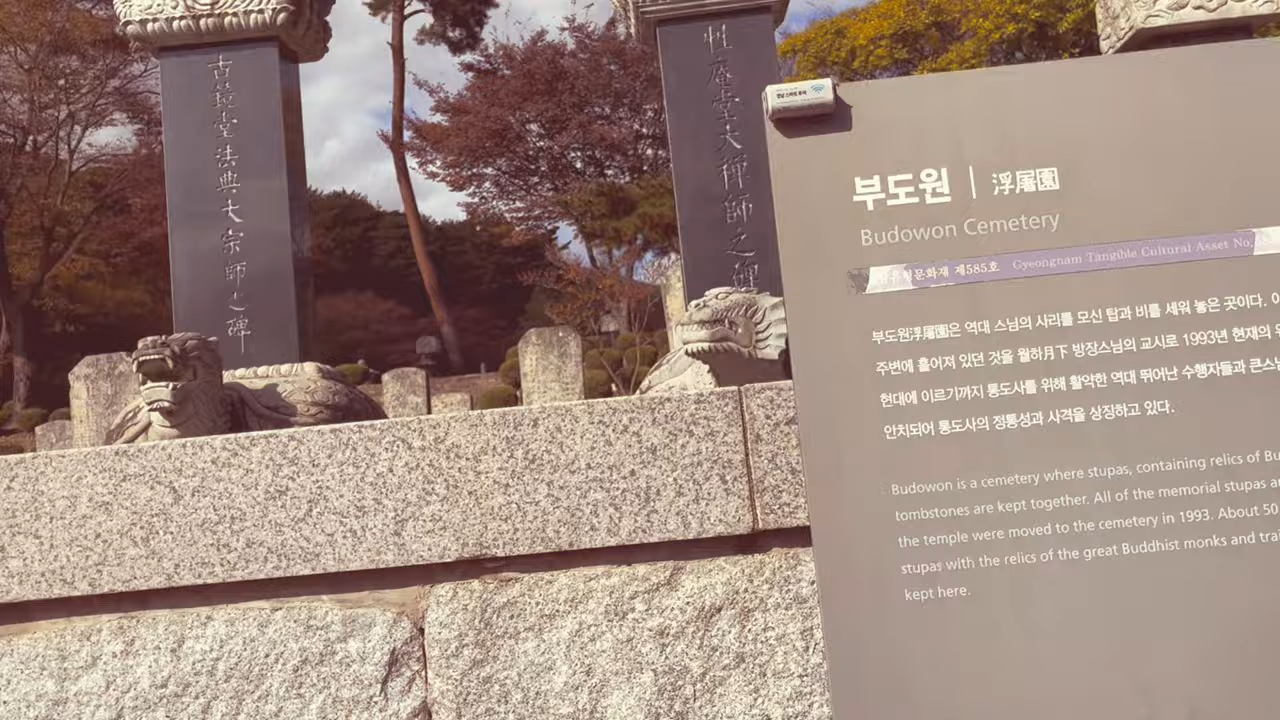 古鏡堂法典大宗師之碑
性庵堂大禪師之碑
부도원 | 浮屠園
Budowon Cemetery
유형문화재 제585호 Gyeongnam Tangible Cultural Asset No.
부도원浮屠園은 역대 스님의 사리를 모신 탑과 비를 세워 놓은 곳이다.
주변에 흩어져 있던 것을 월하月下 방장스님의 교시로 1993년 현재의
현대에 이르기까지 통도사를 위해 활약한 역대 뛰어난 수행자들과 큰스님
안치되어 통도사의 정통성과 사격을 상징하고 있다.
Budowon is a cemetery where stupas, containing relics of Bu
tombstones are kept together. All of the memorial stupas a
the temple were moved to the cemetery in 1993. About 50
stupas with the relics of the great Buddhist monks and tra
kept here.